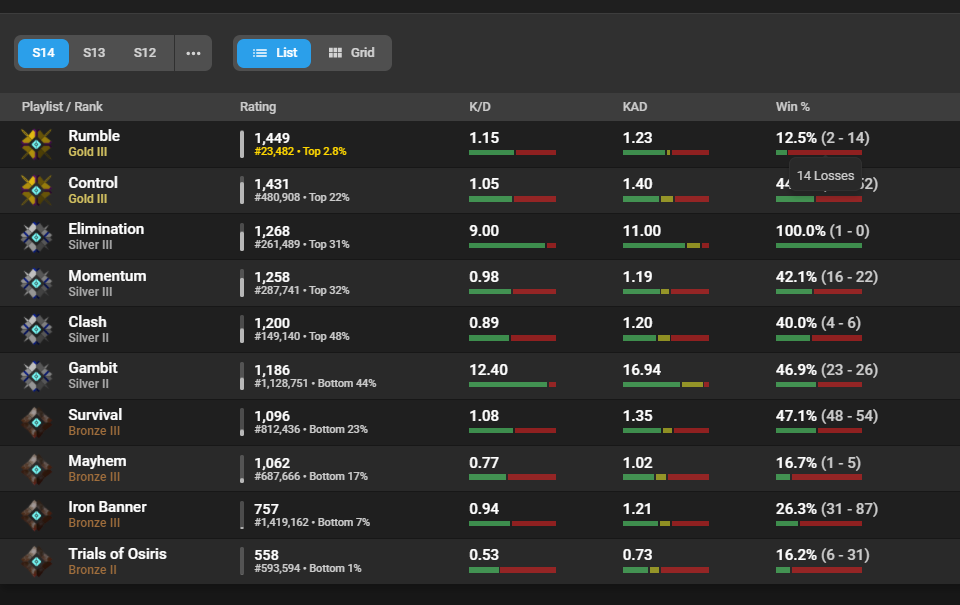 S14 S13 S12 ••• List Grid
Playlist / Rank Rating K/D KAD Win %
Rumble 1,449 1.15 1.23 12.5% (2 - 14)
Gold III #23,482 • Top 2.8%
14 Losses
Control 1,431 1.05 1.40
Gold III #480,908 • Top 22%
Elimination 1,268 9.00 11.00 100.0% (1 - 0)
Silver III #261,489 • Top 31%
Momentum 1,258 0.98 1.19 42.1% (16 - 22)
Silver III #287,741 • Top 32%
Clash 1,200 0.89 1.20 40.0% (4 - 6)
Silver II #149,140 • Top 48%
Gambit 1,186 12.40 16.94 46.9% (23 - 26)
Silver II #1,128,751 • Bottom 44%
Survival 1,096 1.08 1.35 47.1% (48 - 54)
Bronze III #812,436 • Bottom 23%
Mayhem 1,062 0.77 1.02 16.7% (1 - 5)
Bronze III #687,666 • Bottom 17%
Iron Banner 757 0.94 1.21 26.3% (31 - 87)
Bronze III #1,419,162 • Bottom 7%
Trials of Osiris 558 0.53 0.73 16.2% (6 - 31)
Bronze II #593,594 • Bottom 1%